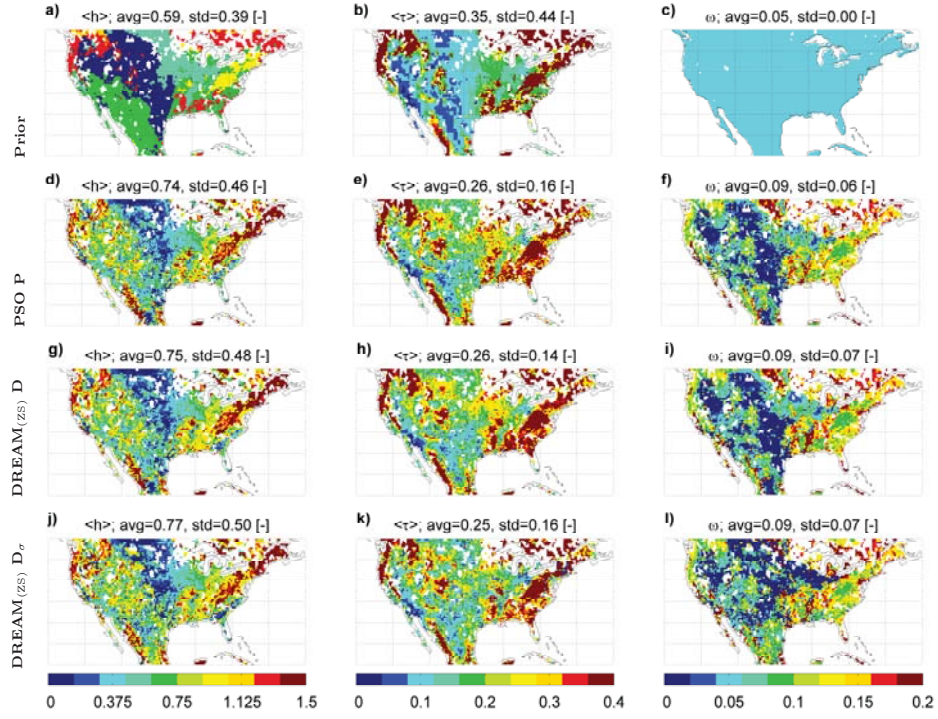 a) <h>; avg=0.59, std=0.39 [-]
b) <τ>; avg=0.35, std=0.44 [-]
c) ω; avg=0.05, std=0.00 [-]
Prior
d) <h>; avg=0.74, std=0.46 [-]
e) <τ>; avg=0.26, std=0.16 [-]
f) ω; avg=0.09, std=0.06 [-]
PSO P
g) <h>; avg=0.75, std=0.48 [-]
h) <τ>; avg=0.26, std=0.14 [-]
i) ω; avg=0.09, std=0.07 [-]
DREAM(ZS) D
j) <h>; avg=0.77, std=0.50 [-]
k) <τ>; avg=0.25, std=0.16 [-]
l) ω; avg=0.09, std=0.07 [-]
DREAM(ZS) Dσ
0 0.375 0.75 1.125 1.5
0 0.1 0.2 0.3 0.4
0 0.05 0.1 0.15 0.2